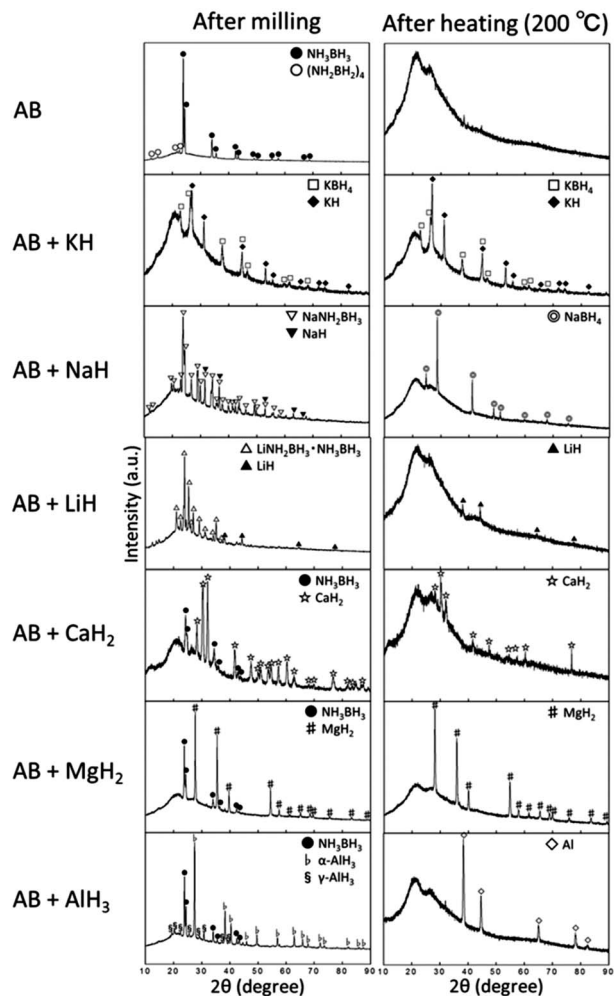 After milling
After heating (200 ℃)
AB
● NH₃BH₃
○ (NH₂BH₂)₄
AB + KH
□ KBH₄
◆ KH
□ KBH₄
◆ KH
AB + NaH
▽ NaNH₂BH₃
▼ NaH
◎ NaBH₄
AB + LiH
△ LiNH₂BH₃・NH₃BH₃
▲ LiH
▲ LiH
Intensity (a.u.)
AB + CaH₂
● NH₃BH₃
☆ CaH₂
☆ CaH₂
AB + MgH₂
● NH₃BH₃
# MgH₂
# MgH₂
AB + AlH₃
● NH₃BH₃
♭ α-AlH₃
§ γ-AlH₃
◇ Al
10 20 30 40 50 60 70 80 90
10 20 30 40 50 60 70 80 90
2θ (degree)
2θ (degree)